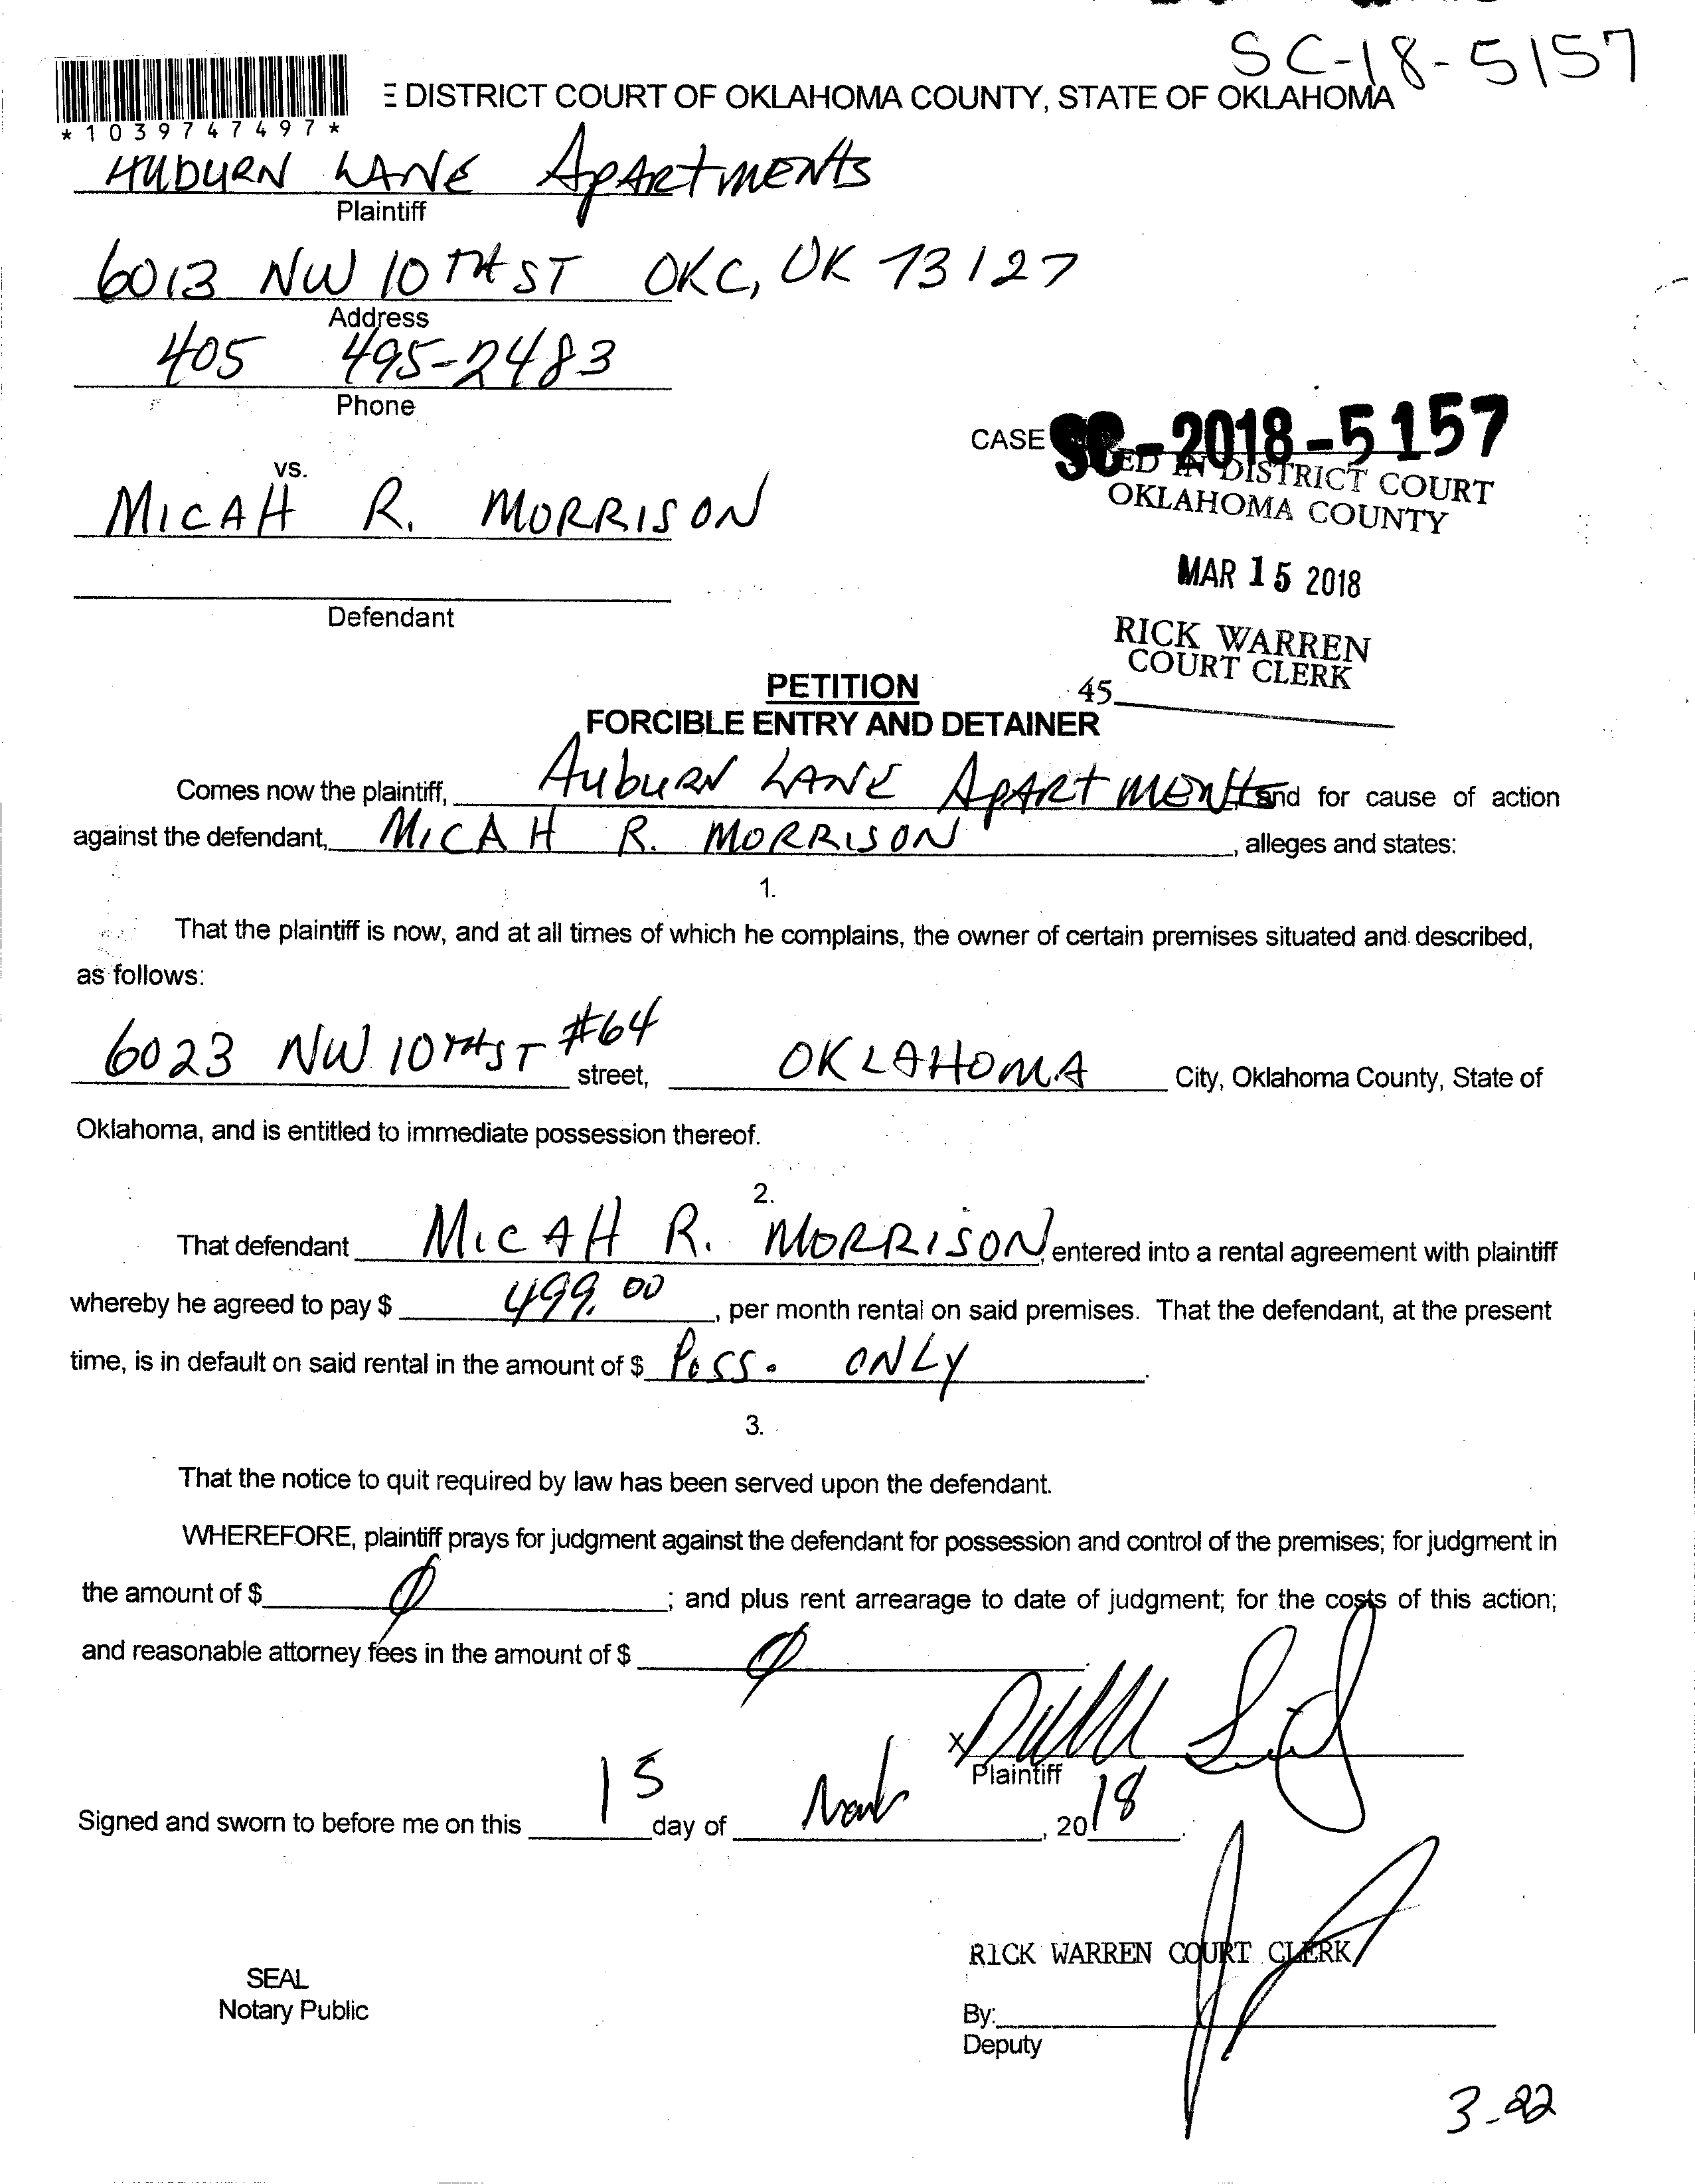 SC-18-5157
E DISTRICT COURT OF OKLAHOMA COUNTY, STATE OF OKLAHOMA
*1039747497*
AUBURN LANE APARTMENTS
Plaintiff
6013 NW 10TH ST OKC, OK 73127
Address
405 495-2483
Phone
CASE SC-2018-5157
ED IN DISTRICT COURT
OKLAHOMA COUNTY
vs.
MICAH R. MORRISON
MAR 15 2018
Defendant
RICK WARREN
COURT CLERK
45
PETITION
FORCIBLE ENTRY AND DETAINER
Comes now the plaintiff, Auburn LANE APARTMENTS and for cause of action
against the defendant, MICAH R. MORRISON, alleges and states:
1.
That the plaintiff is now, and at all times of which he complains, the owner of certain premises situated and described,
as follows:
6023 NW 10TH ST #64 street, OKLAHOMA City, Oklahoma County, State of
Oklahoma, and is entitled to immediate possession thereof.
2.
That defendant MICAH R. MORRISON, entered into a rental agreement with plaintiff
whereby he agreed to pay $ 499.00, per month rental on said premises. That the defendant, at the present
time, is in default on said rental in the amount of $ Poss. ONLY.
3.
That the notice to quit required by law has been served upon the defendant.
WHEREFORE, plaintiff prays for judgment against the defendant for possession and control of the premises; for judgment in
the amount of $ Ø; and plus rent arrearage to date of judgment; for the costs of this action;
and reasonable attorney fees in the amount of $ Ø.
X
Plaintiff
Signed and sworn to before me on this 15 day of March, 2018.
RICK WARREN COURT CLERK
SEAL
Notary Public
By:
Deputy
3-22